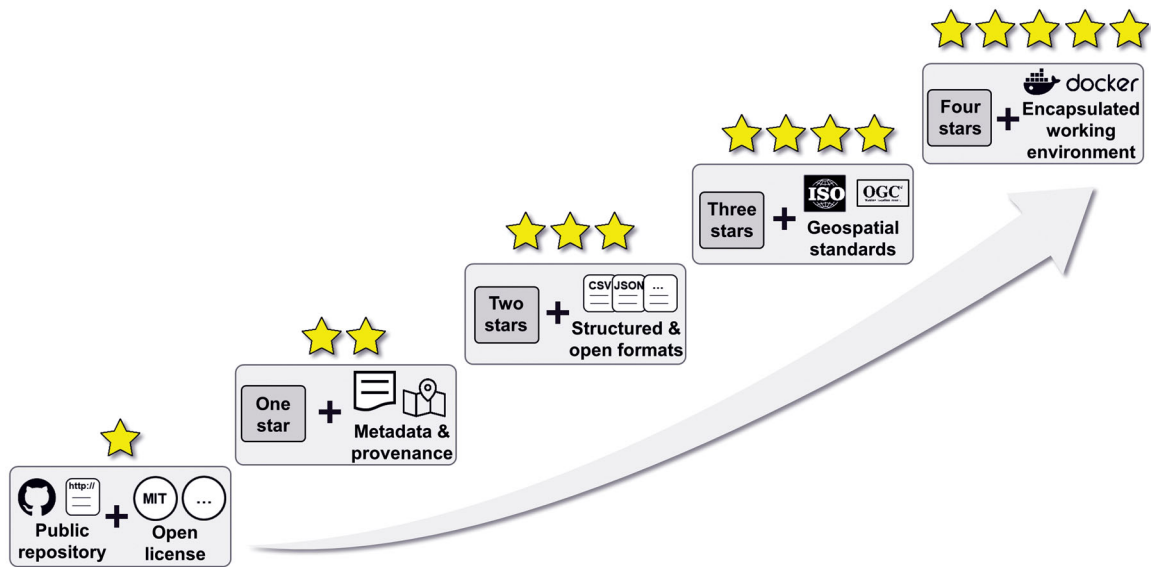 docker
Four
stars
+
Encapsulated
working
environment
ISO
OGC
Three
stars
+
Geospatial
standards
CSV JSON ...
Two
stars
+
Structured &
open formats
One
star
+
Metadata &
provenance
http://
MIT
...
+
Public
repository
Open
license